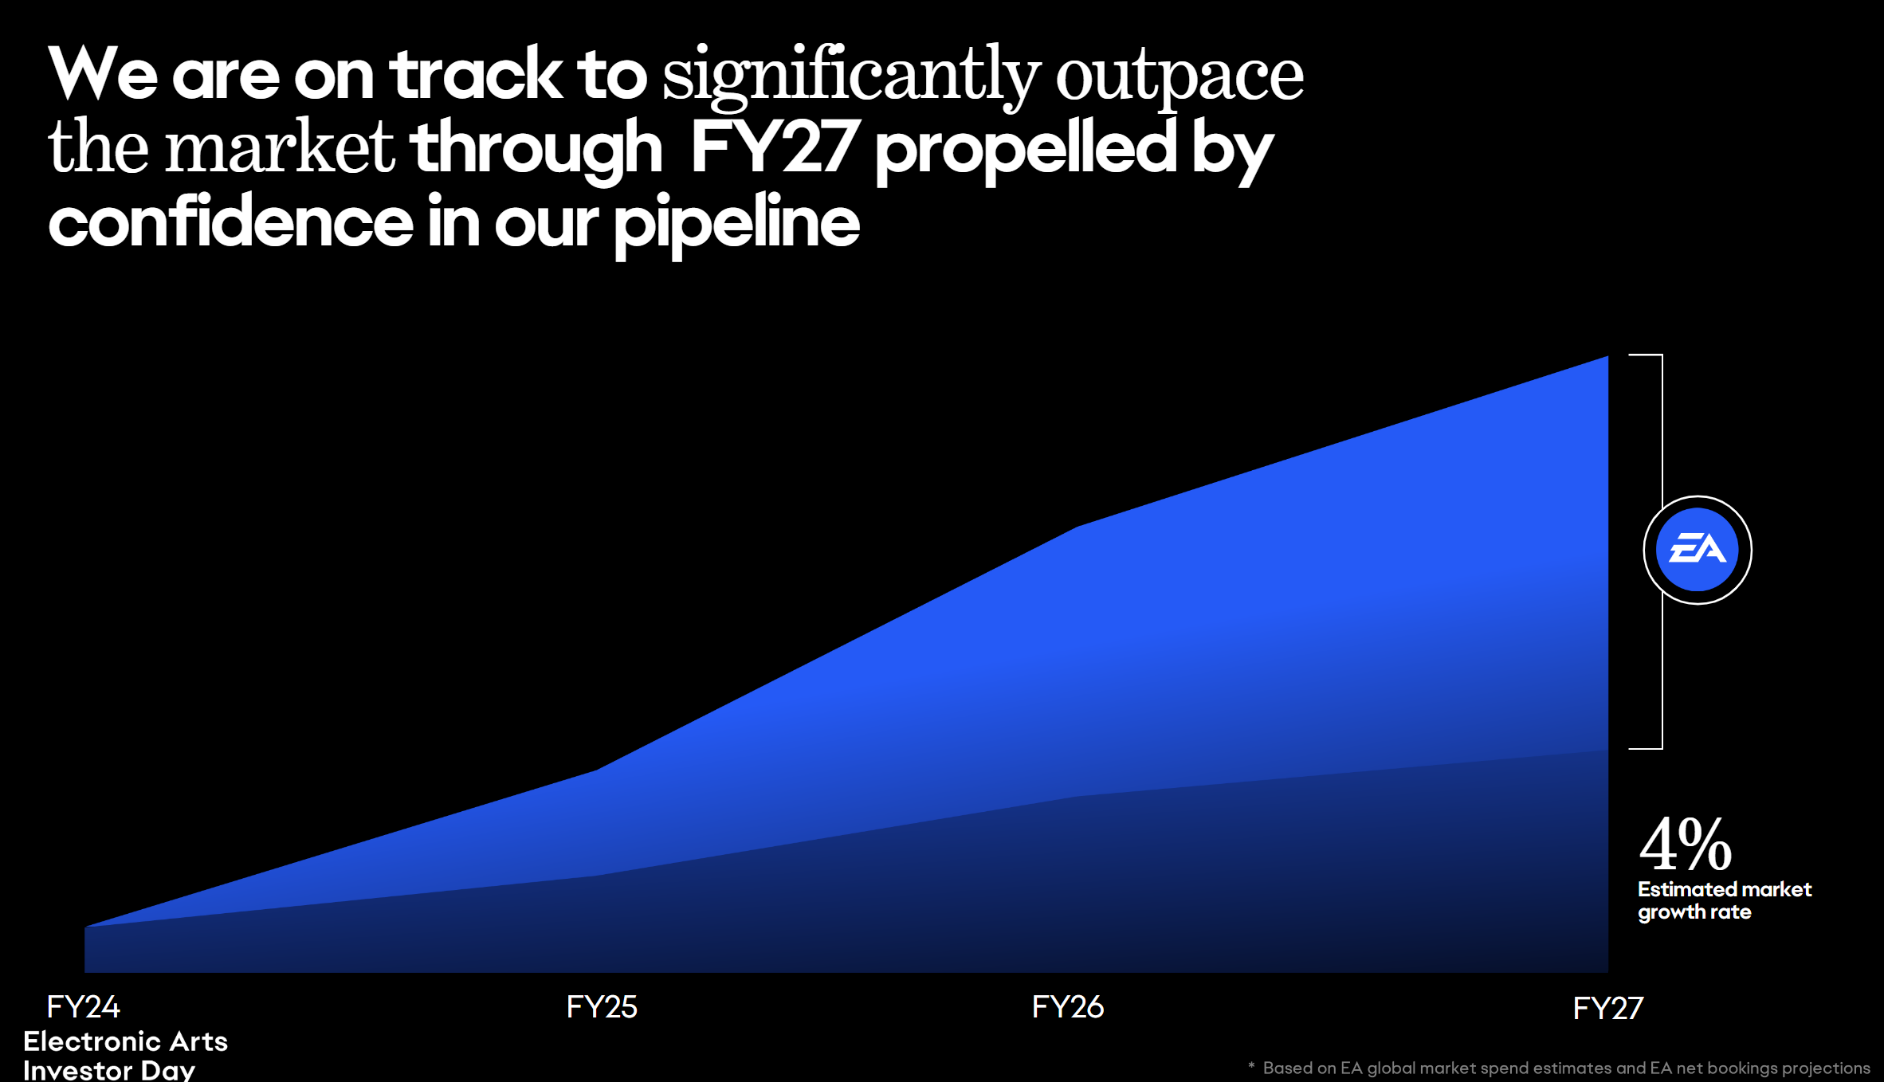 We are on track to significantly outpace
the market through FY27 propelled by
confidence in our pipeline
EA
4%
Estimated market
growth rate
FY24
FY25
FY26
FY27
Electronic Arts
Investor Day
* Based on EA global market spend estimates and EA net bookings projections